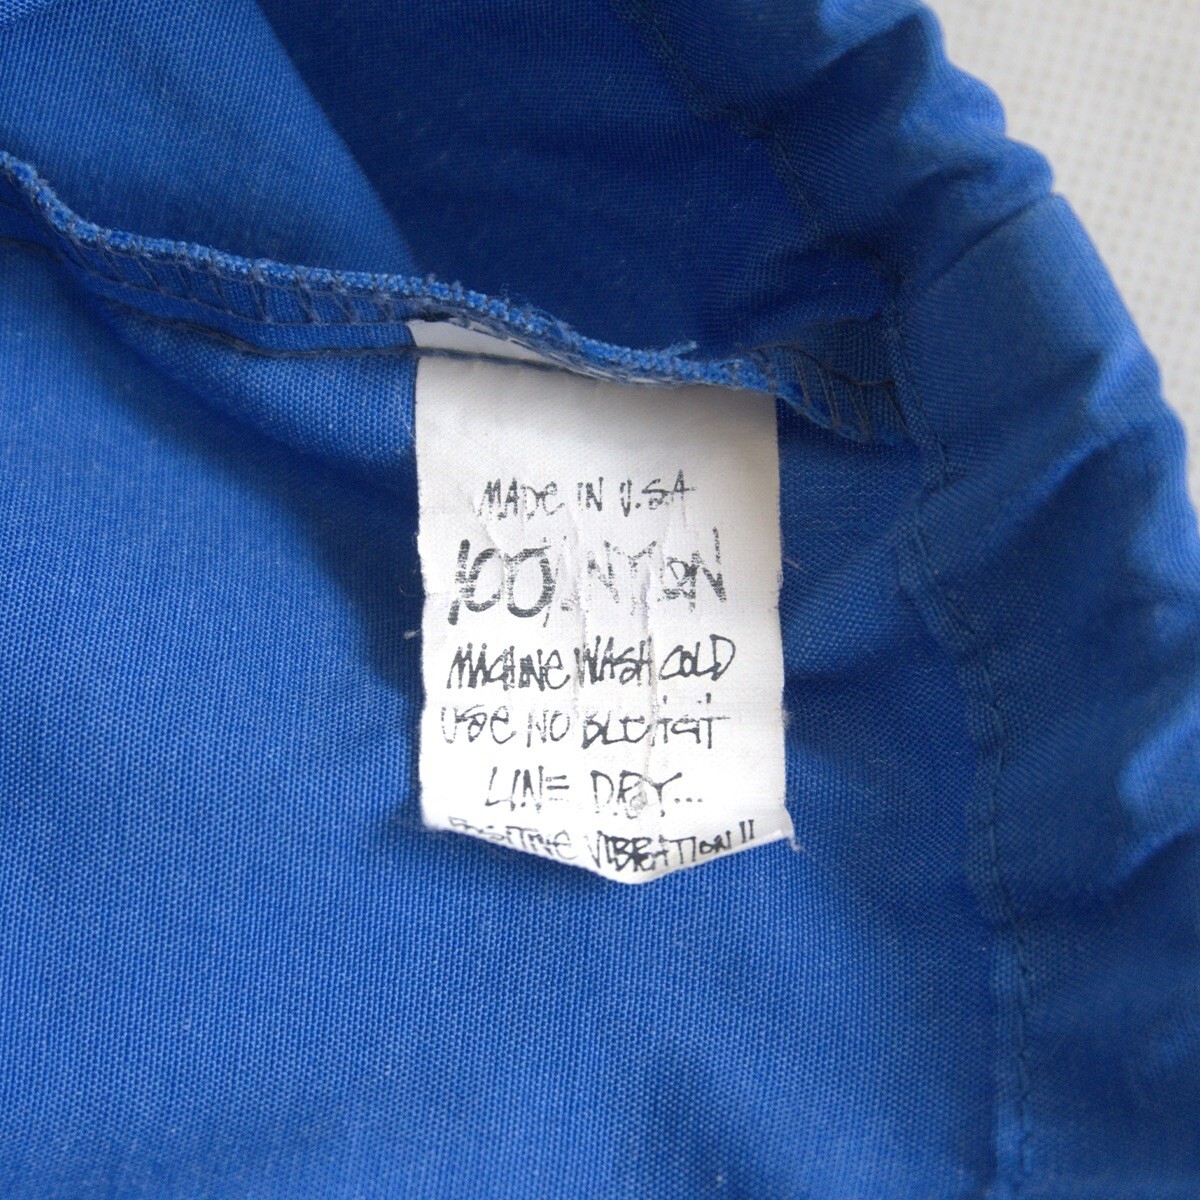 MADE IN U.S.A
100% NYLON
MACHINE WASH COLD
USE NO BLEACH
LINE DRY...
POSITIVE VIBRATION!!